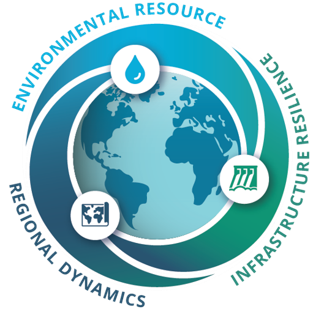 ENVIRONMENTAL RESOURCE
INFRASTRUCTURE RESILIENCE
REGIONAL DYNAMICS